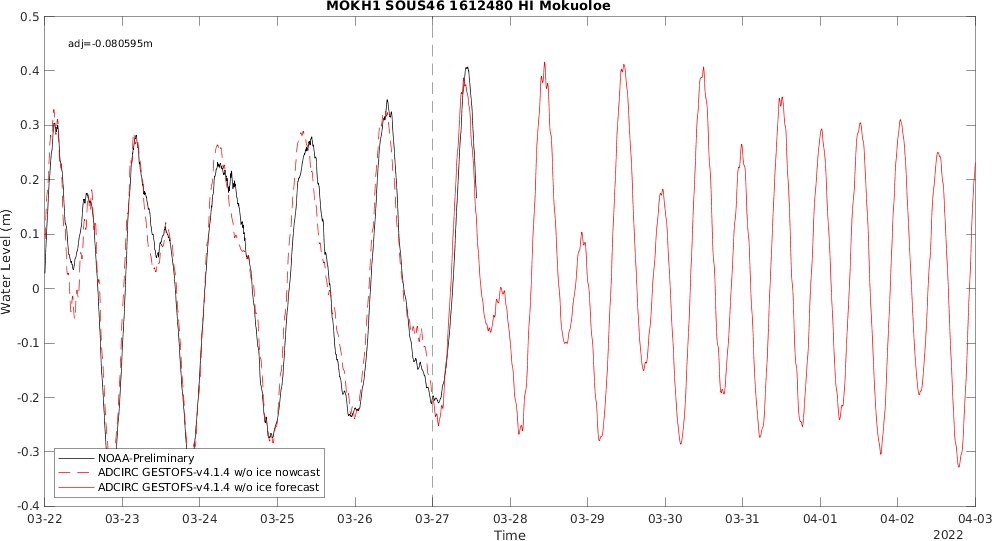 MOKH1 SOUS46 1612480 HI Mokuoloe
adj=-0.080595m
Water Level (m)
0.5
0.4
0.3
0.2
0.1
0
-0.1
-0.2
-0.3
-0.4
NOAA-Preliminary
ADCIRC GESTOFS-v4.1.4 w/o ice nowcast
ADCIRC GESTOFS-v4.1.4 w/o ice forecast
03-22 03-23 03-24 03-25 03-26 03-27 03-28 03-29 03-30 03-31 04-01 04-02 04-03
Time
2022